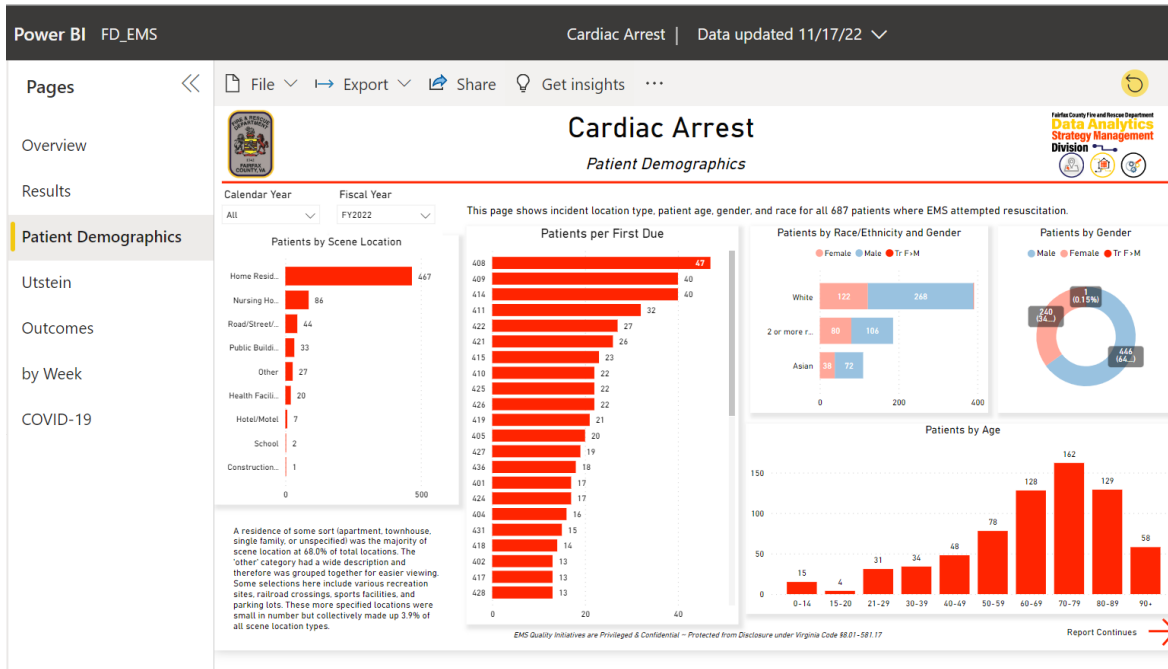 Power BI FD_EMS
Cardiac Arrest | Data updated 11/17/22
Pages
File
Export
Share
Get insights
...
Overview
Results
Patient Demographics
Utstein
Outcomes
by Week
COVID-19
FIRE & RESCUE
DEPARTMENT
FAIRFAX
COUNTY, VA
Cardiac Arrest
Patient Demographics
Fairfax County Fire and Rescue Department
Data Analytics
Strategy Management
Division
Calendar Year
All
Fiscal Year
FY2022
This page shows incident location type, patient age, gender, and race for all 687 patients where EMS attempted resuscitation.
Patients by Scene Location
Home Resid... 467
Nursing Ho... 86
Road/Street/... 44
Public Buildi... 33
Other 27
Health Facili... 20
Hotel/Motel 7
School 2
Construction... 1
0 500
A residence of some sort (apartment, townhouse,
single family, or unspecified) was the majority of
scene location at 68.0% of total locations. The
'other' category had a wide description and
therefore was grouped together for easier viewing.
Some selections here include various recreation
sites, railroad crossings, sports facilities, and
parking lots. These more specified locations were
small in number but collectively made up 3.9% of
all scene location types.
Patients per First Due
408 47
409 40
414 40
411 32
422 27
421 26
415 23
410 22
425 22
426 22
419 21
405 20
427 19
436 18
401 17
424 17
404 16
431 15
418 14
402 13
417 13
428 13
0 20 40
Patients by Race/Ethnicity and Gender
Female Male Tr F>M
White 122 268
2 or more r... 80 106
Asian 38 72
0 200 400
Patients by Gender
Male Female Tr F>M
1
(0.15%)
240
(34...)
446
(64...)
Patients by Age
150
100
50
0
15 4 31 34 48 78 128 162 129 58
0-14 15-20 21-29 30-39 40-49 50-59 60-69 70-79 80-89 90+
EMS Quality Initiatives are Privileged & Confidential – Protected from Disclosure under Virginia Code §8.01-581.17
Report Continues